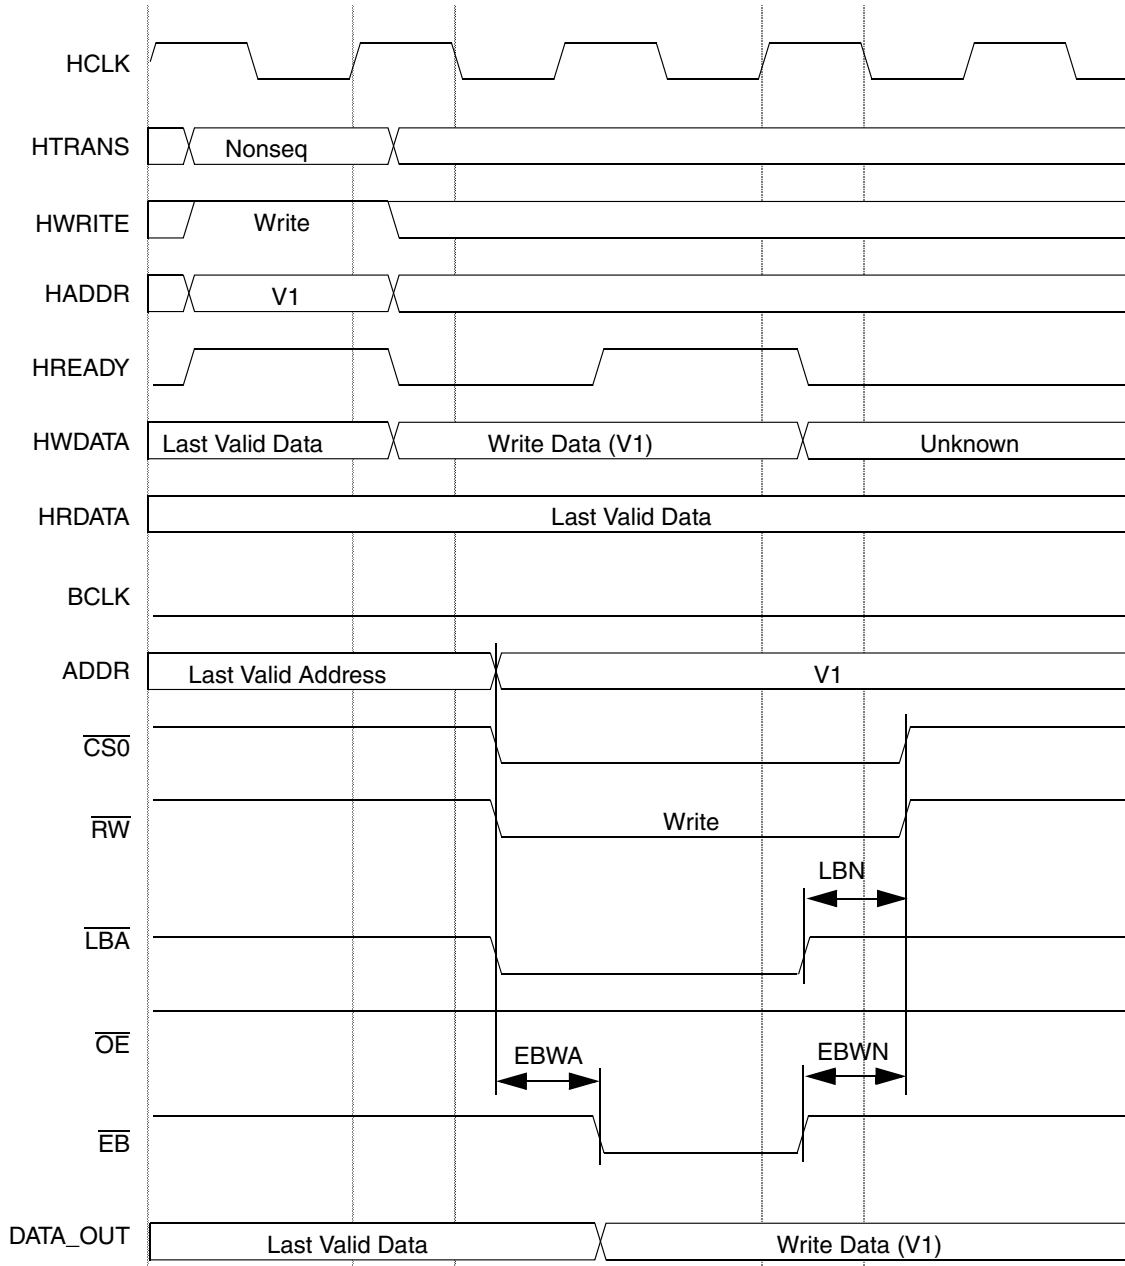 HCLK
HTRANS Nonseq
HWRITE Write
HADDR V1
HREADY
HWDATA Last Valid Data Write Data (V1) Unknown
HRDATA Last Valid Data
BCLK
ADDR Last Valid Address V1
CS0
RW Write
LBN
LBA
OE
EBWA EBWN
EB
DATA_OUT Last Valid Data Write Data (V1)